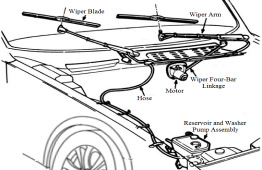 Wiper Blade
Wiper Arm
Wiper Four-Bar
Linkage
Motor
Hose
Reservoir and Washer
Pump Assembly